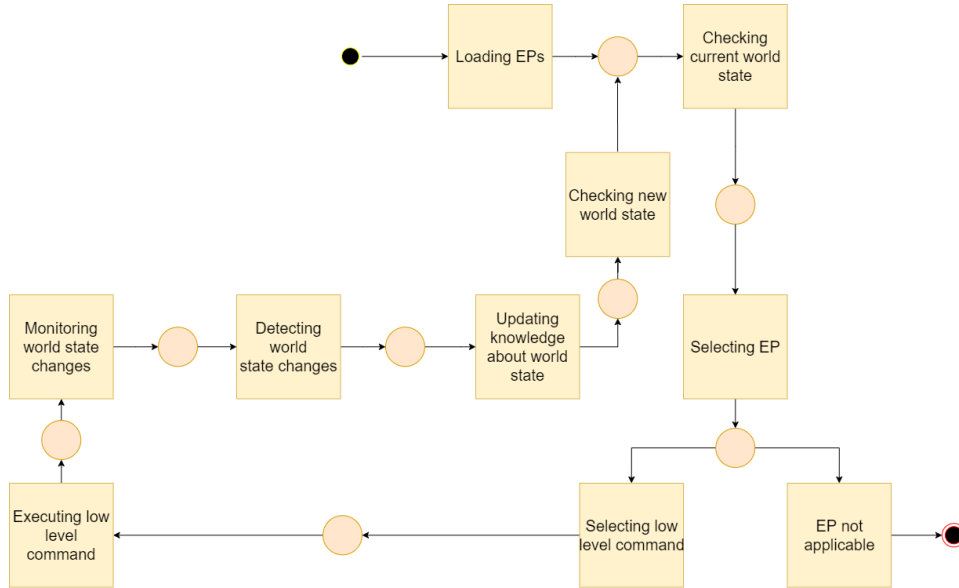 Loading EPs
Checking
current world
state
Checking new
world state
Monitoring
world state
changes
Detecting
world
state changes
Updating
knowledge
about world
state
Selecting EP
Executing low
level
command
Selecting low
level command
EP not
applicable